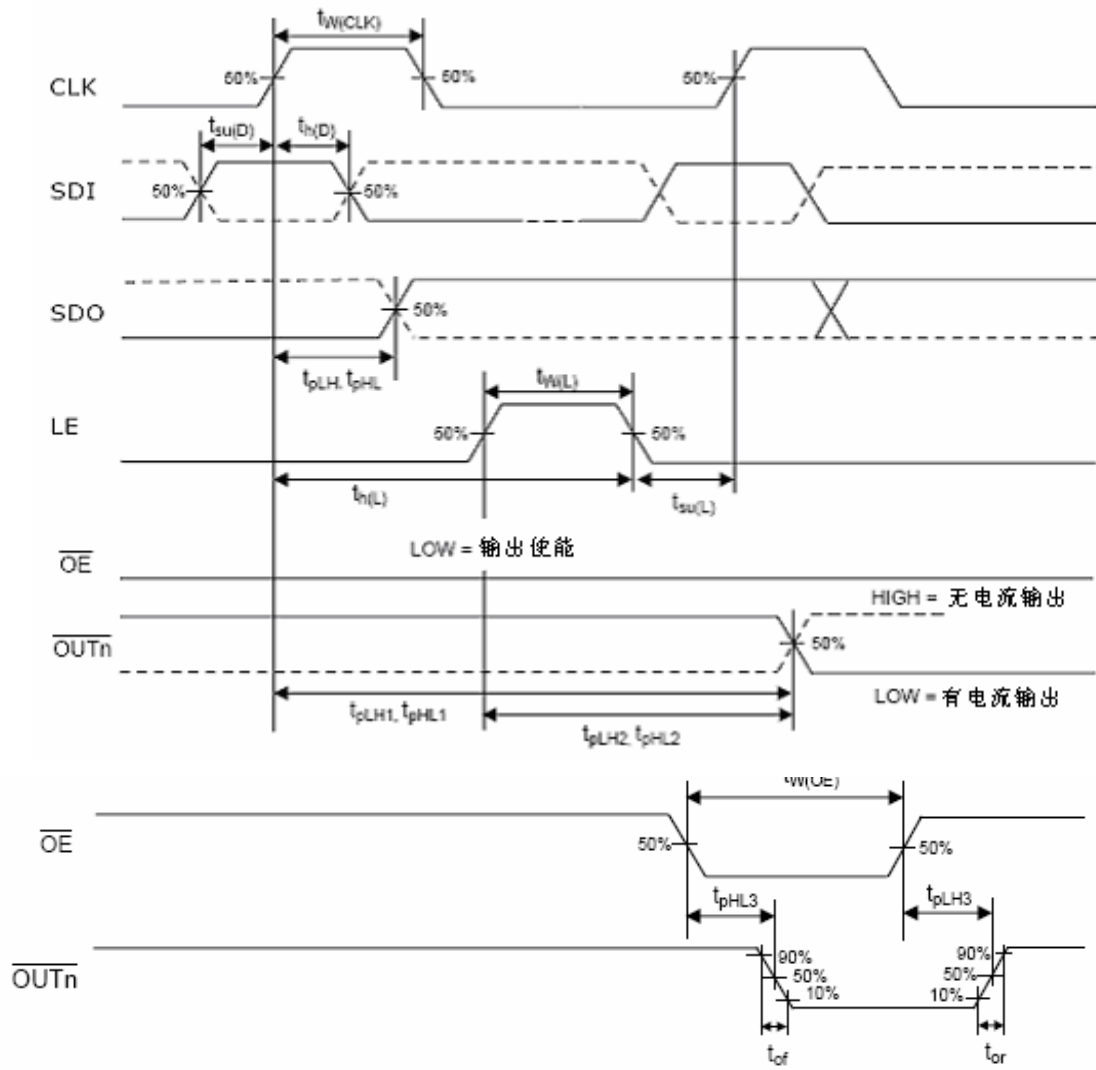 tW(CLK)
CLK
50%
50%
50%
tsu(D)
th(D)
SDI
50%
50%
SDO
50%
tpLH, tpHL
tW(L)
LE
50%
50%
th(L)
tsu(L)
LOW = 输出使能
OE
HIGH = 无电流输出
OUTn
50%
LOW = 有电流输出
tpLH1, tpHL1
tpLH2, tpHL2
tW(OE)
OE
50%
50%
tpHL3
tpLH3
OUTn
90%
50%
10%
90%
50%
10%
tof
tor